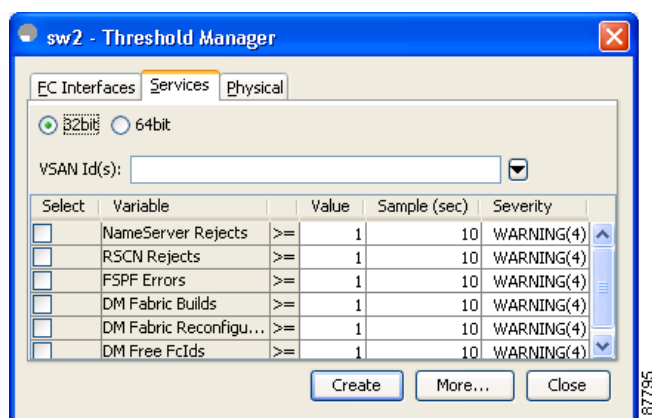 sw2 - Threshold Manager
FC Interfaces Services Physical
32bit 64bit
VSAN Id(s):
Select Variable Value Sample (sec) Severity
NameServer Rejects >= 1 10 WARNING(4)
RSCN Rejects >= 1 10 WARNING(4)
FSPF Errors >= 1 10 WARNING(4)
DM Fabric Builds >= 1 10 WARNING(4)
DM Fabric Reconfigu... >= 1 10 WARNING(4)
DM Free FcIds >= 1 10 WARNING(4)
Create More... Close
87795